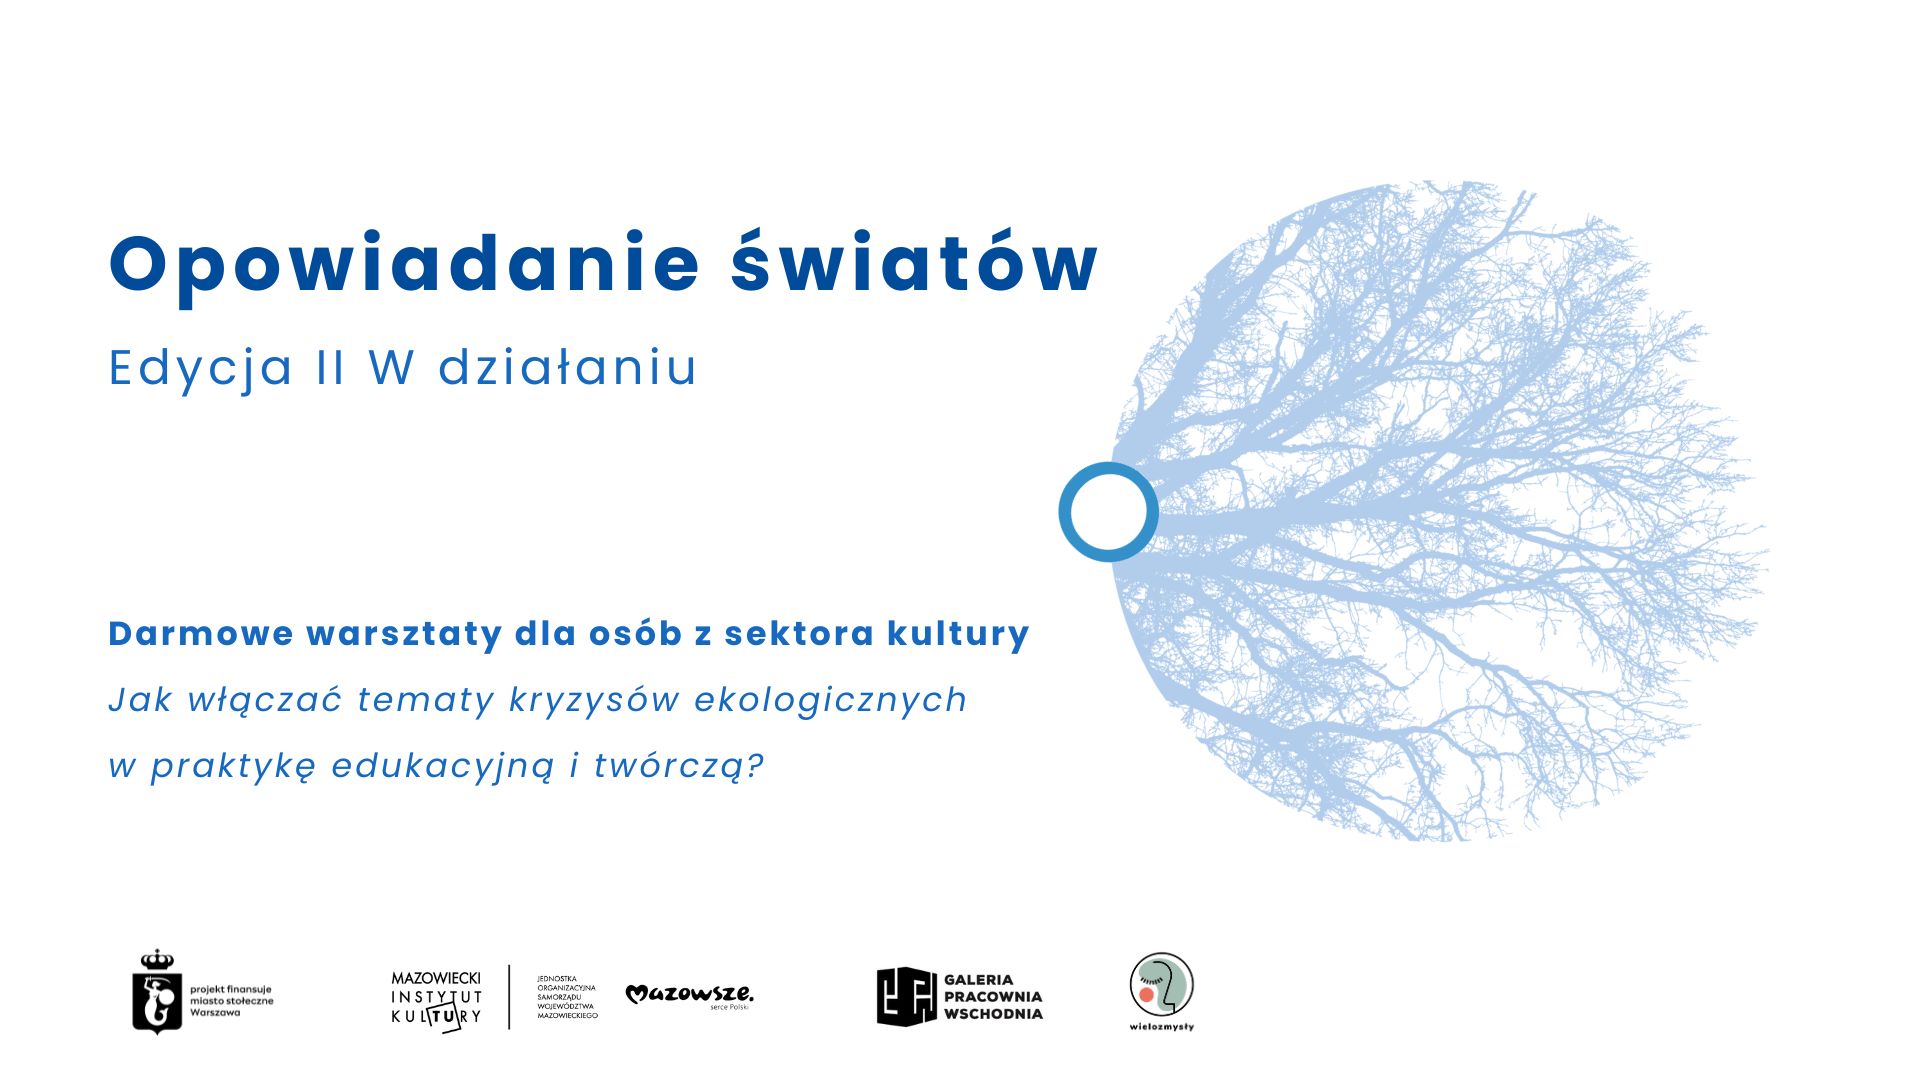 Opowiadanie światów
Edycja II W działaniu
Darmowe warsztaty dla osób z sektora kultury
Jak włączać tematy kryzysów ekologicznych
w praktykę edukacyjną i twórczą?
projekt finansuje
miasto stołeczne
Warszawa
MAZOWIECKI
INSTYTUT
KULTURY
JEDNOSTKA
ORGANIZACYJNA
SAMORZĄDU
WOJEWÓDZTWA
MAZOWIECKIEGO
Mazowsze.
serce Polski
GALERIA
PRACOWNIA
WSCHODNIA
wielozmysły